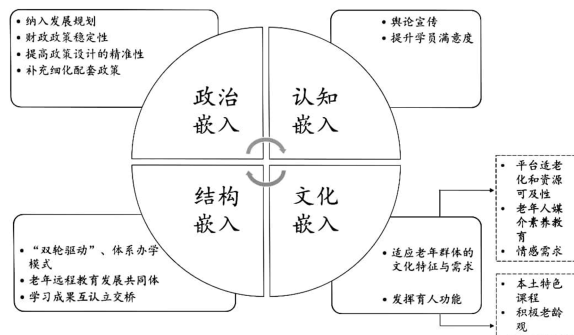 • 纳入发展规划
• 财政政策稳定性
• 提高政策设计的精准性
• 补充细化配套政策
• 舆论宣传
• 提升学员满意度
政治
嵌入
认知
嵌入
结构
嵌入
文化
嵌入
• “双轮驱动”、体系办学
模式
• 老年远程教育发展共同体
• 学习成果互认立交桥
• 适应老年群体的
文化特征与需求
• 发挥育人功能
• 平台适老
化和资源
可及性
• 老年人媒
介素养教
育
• 情感需求
• 本土特色
课程
• 积极老龄
观